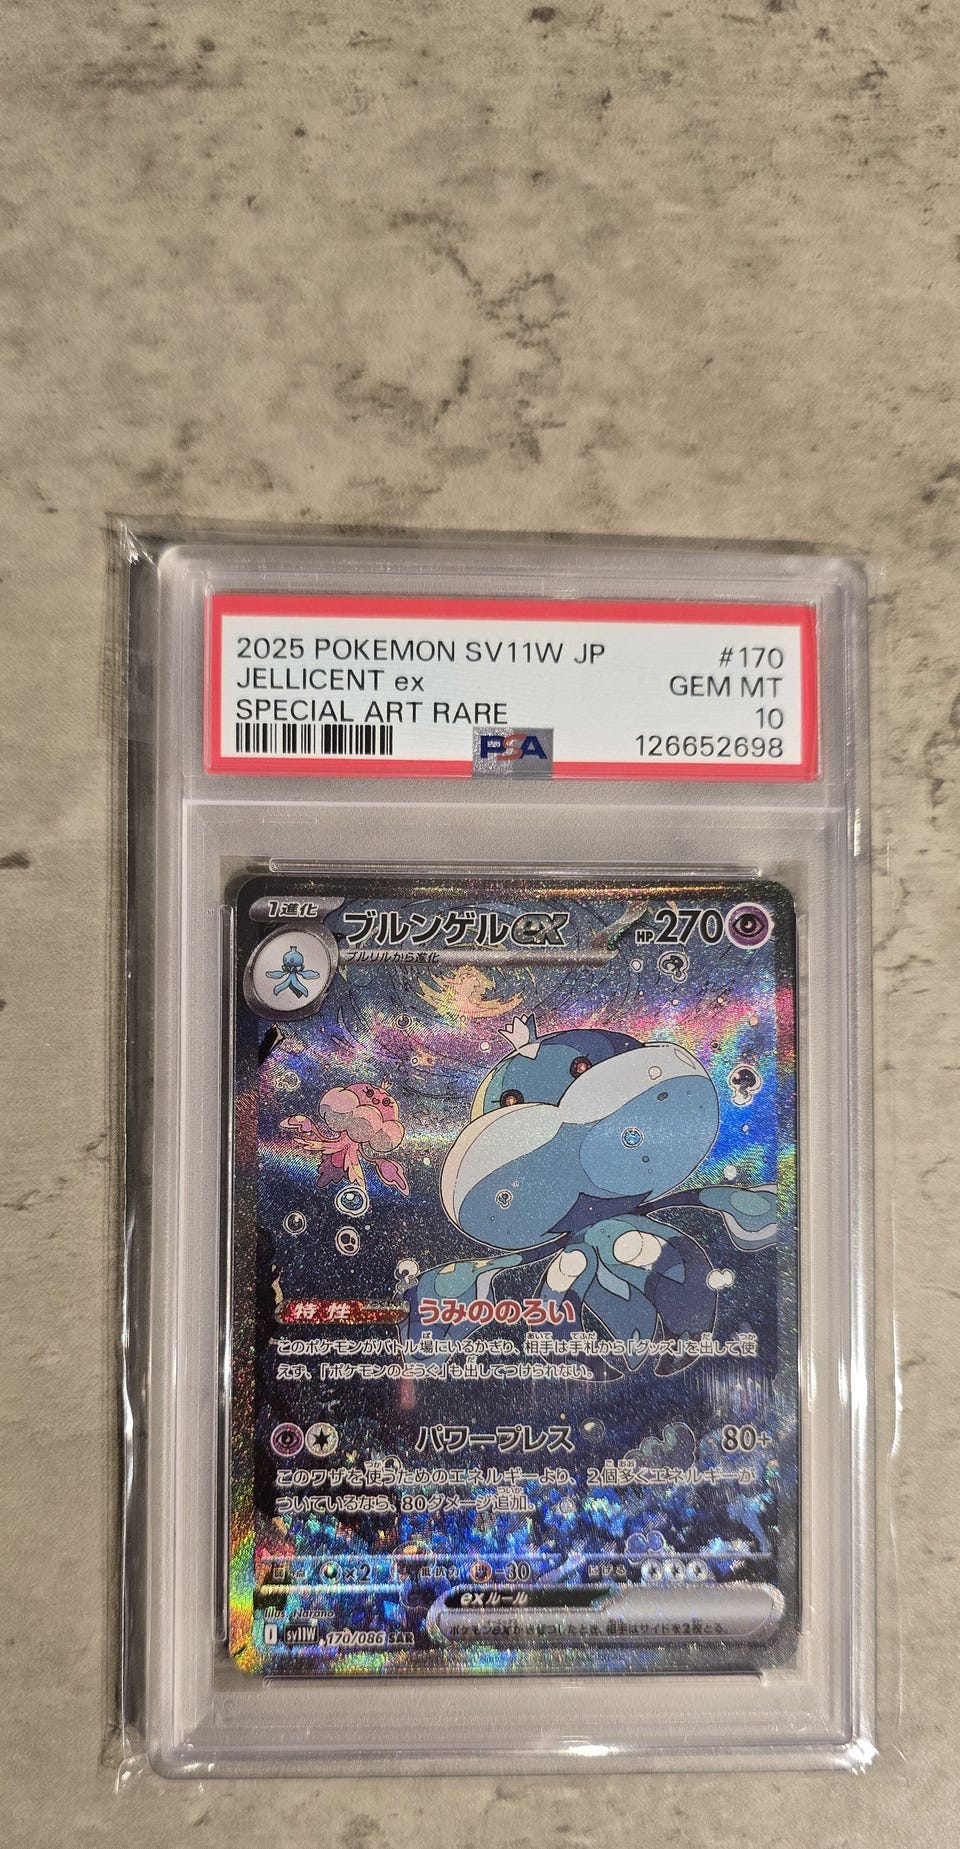 2025 POKEMON SV11W JP #170
JELLICENT ex GEM MT
SPECIAL ART RARE 10
PSA 126652698
1進化 ブルンゲルex HP270
ブルリルから進化
特性 うみののろい
このポケモンがバトル場にいるかぎり、相手は手札から「グッズ」を出して使
えず、「ポケモンのどうぐ」も出してつけられない。
パワープレス 80+
このワザを使うためのエネルギーより、2個多くエネルギーが
ついているなら、80ダメージ追加。
×2 抵抗力 -30 にげる
exルール
ポケモンexがきぜつしたとき、相手はサイドを2枚とる。
Illus. Narano
I SV11W 170/086 SAR